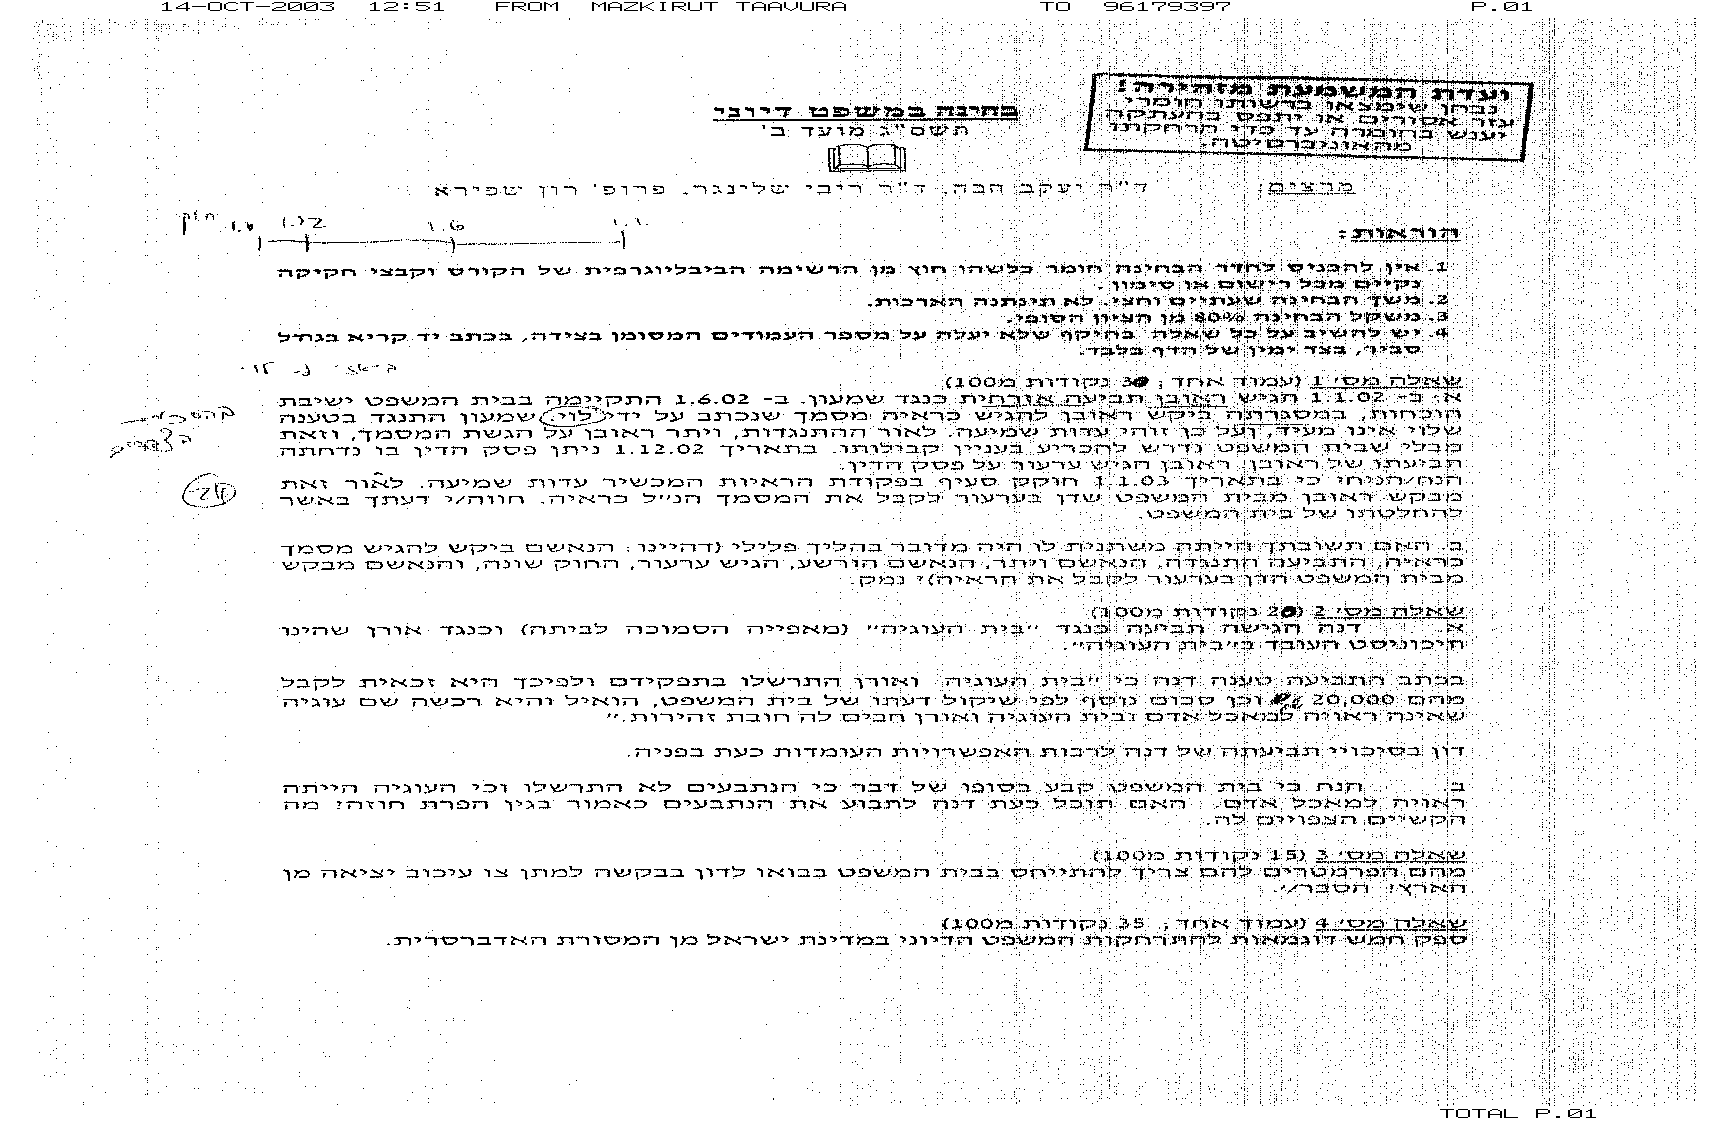 14-OCT-2003 12:51 FROM MAZKIRUT TAAVURA TO 96179397 P.01
ועדת המשמעת מזהירה!
נבחן שימצאו ברשותו חומרי
עזר אסורים או יתפס בהעתקה
יענש בחומרה עד כדי הרחקתו
מהאוניברסיטה.
בחינה במשפט דיוני
תשס"ג מועד ב'
מרצים: ד"ר יעקב חבה, ד"ר ריבי שלינגר, פרופ' רון שפירא
1.12 1.6 1.1
הוראות:
1. אין להכניס לחדר הבחינה חומר כלשהו חוץ מן הרשימה הביבליוגרפית של הקורס וקבצי חקיקה
נקיים מכל רישום או סימון.
2. משך הבחינה שעתיים וחצי. לא תינתנה הארכות.
3. משקל הבחינה 80% מן הציון הסופי.
4. יש להשיב על כל שאלה בהיקף שלא יעלה על מספר העמודים המסומן בצידה, בכתב יד קריא בגודל
סביר, בצד ימין של הדף בלבד.
שאלה מס' 1 (עמוד אחד, 30 נקודות מ100)
א. ב- 1.1.02 הגיש ראובן תביעה אזרחית כנגד שמעון. ב- 1.6.02 התקיימה בבית המשפט ישיבת
הוכחות, במסגרתה ביקש ראובן להגיש כראיה מסמך שנכתב על ידי לוי. שמעון התנגד בטענה
שלוי אינו מעיד, ועל כן זוהי עדות שמיעה. לאור ההתנגדות, ויתר ראובן על הגשת המסמך, וזאת
מבלי שבית המשפט נדרש להכריע בעניין קבילותו. בתאריך 1.12.02 ניתן פסק הדין בו נדחתה
תביעתו של ראובן. ראובן הגיש ערעור על פסק הדין.
הנח/הניחי כי בתאריך 1.1.03 חוקק סעיף בפקודת הראיות המכשיר עדות שמיעה. לאור זאת
מבקש ראובן מבית המשפט שדן בערעור לקבל את המסמך הנ"ל כראיה. חווה/י דעתך באשר
להחלטתו של בית המשפט.
ב. האם תשובתך הייתה משתנית לו היה מדובר בהליך פלילי (דהיינו: הנאשם ביקש להגיש מסמך
כראיה, התביעה התנגדה, הנאשם ויתר, הנאשם הורשע, הגיש ערעור, החוק שונה, והנאשם מבקש
מבית המשפט הדן בערעור לקבל את הראיה)? נמק.
שאלה מס' 2 (20 נקודות מ100)
א. דנה הגישה תביעה כנגד "בית העוגיה" (מאפייה הסמוכה לביתה) וכנגד אורן שהינו
היכוניסט העובד ב"בית העוגיה".
בכתב התביעה טענה דנה כי "בית העוגיה ואורן התרשלו בתפקידם ולפיכך היא זכאית לקבל
מהם 20,000 וכן סכום נוסף לפי שיקול דעתו של בית המשפט, הואיל והיא רכשה שם עוגיה
שאינה ראויה למאכל אדם ובית העוגיה ואורן חבים לה חובת זהירות."
דון בסיכויי תביעתה של דנה לרבות האפשרויות העומדות כעת בפניה.
ב. הנח כי בית המשפט קבע בסופו של דבר כי הנתבעים לא התרשלו וכי העוגיה הייתה
ראויה למאכל אדם. האם תוכל כעת דנה לתבוע את הנתבעים כאמור בגין הפרת חוזה? מה
הקשיים הצפויים לה.
שאלה מס' 3 (15 נקודות מ100)
מהם הפרמטרים להם צריך להתייחס בבית המשפט בבואו לדון בבקשה למתן צו עיכוב יציאה מן
הארץ? הסבר/י.
שאלה מס' 4 (עמוד אחד, 35 נקודות מ100)
ספק חמש דוגמאות להתרחקות המשפט הדיוני במדינת ישראל מן המסורת האדברסרית.
TOTAL P.01